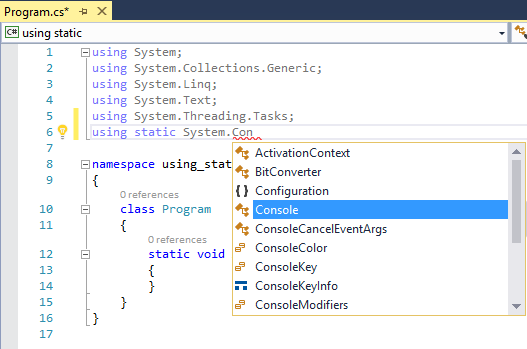 Program.cs*
C# using static
1 using System;
2 using System.Collections.Generic;
3 using System.Linq;
4 using System.Text;
5 using System.Threading.Tasks;
6 using static System.Con
7
8 namespace using_stat
9 {
0 references
10 class Program
11 {
0 references
12 static void
13 {
14 }
15 }
16 }
17
ActivationContext
BitConverter
{ } Configuration
Console
ConsoleCancelEventArgs
ConsoleColor
ConsoleKey
ConsoleKeyInfo
ConsoleModifiers